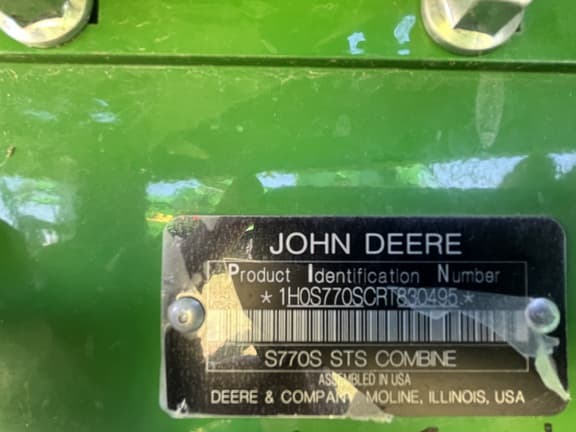 JOHN DEERE
Product Identification Number
*1H0S770SCRT830495*
S770S STS COMBINE
ASSEMBLED IN USA
DEERE & COMPANY MOLINE, ILLINOIS, USA